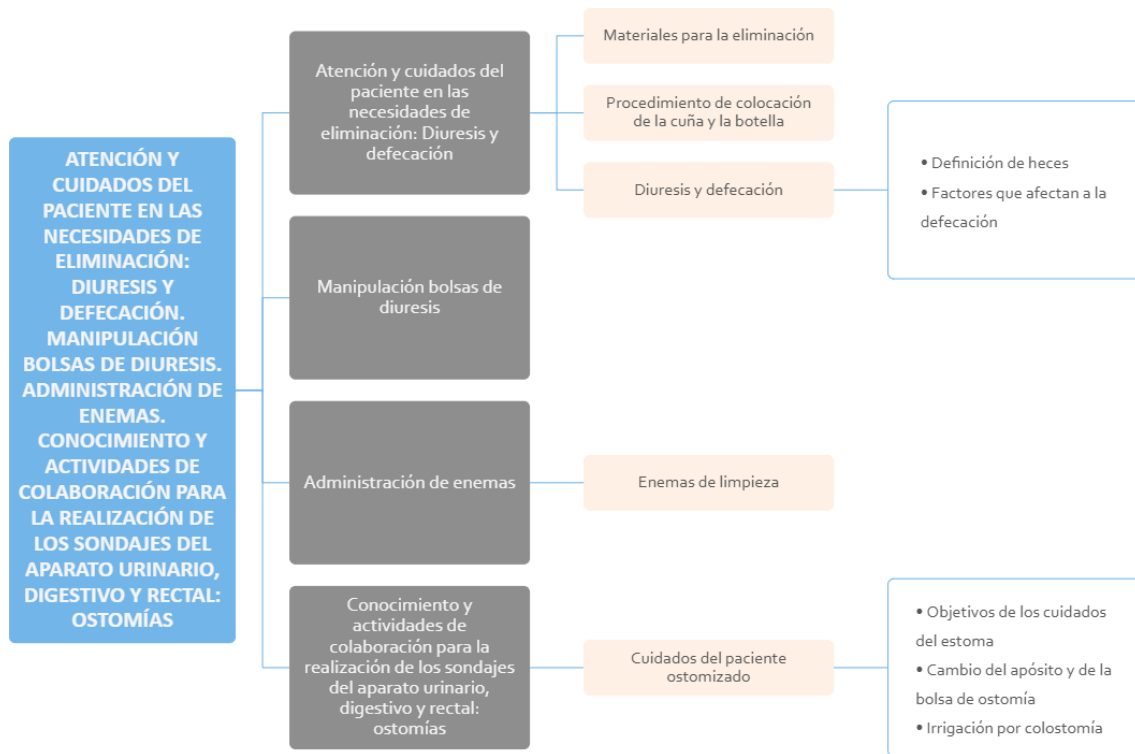 ATENCIÓN Y
CUIDADOS DEL
PACIENTE EN LAS
NECESIDADES DE
ELIMINACIÓN:
DIURESIS Y
DEFECACIÓN.
MANIPULACIÓN
BOLSAS DE DIURESIS.
ADMINISTRACIÓN DE
ENEMAS.
CONOCIMIENTO Y
ACTIVIDADES DE
COLABORACIÓN PARA
LA REALIZACIÓN DE
LOS SONDAJES DEL
APARATO URINARIO,
DIGESTIVO Y RECTAL:
OSTOMÍAS
Atención y cuidados del
paciente en las
necesidades de
eliminación: Diuresis y
defecación
Materiales para la eliminación
Procedimiento de colocación
de la cuña y la botella
Diuresis y defecación
• Definición de heces
• Factores que afectan a la
defecación
Manipulación bolsas de
diuresis
Administración de enemas
Enemas de limpieza
Conocimiento y
actividades de
colaboración para la
realización de los sondajes
del aparato urinario,
digestivo y rectal:
ostomías
Cuidados del paciente
ostomizado
• Objetivos de los cuidados
del estoma
• Cambio del apósito y de la
bolsa de ostomía
• Irrigación por colostomía